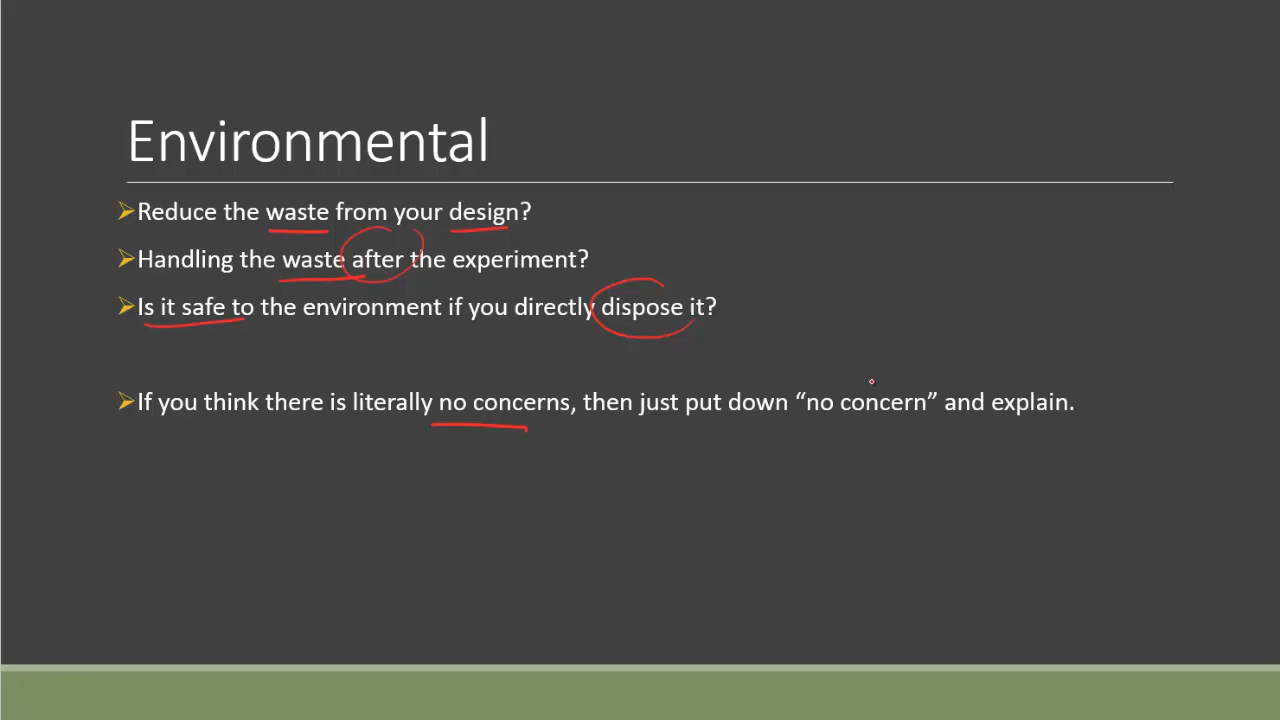 Environmental
Reduce the waste from your design?
Handling the waste after the experiment?
Is it safe to the environment if you directly dispose it?
If you think there is literally no concerns, then just put down “no concern” and explain.